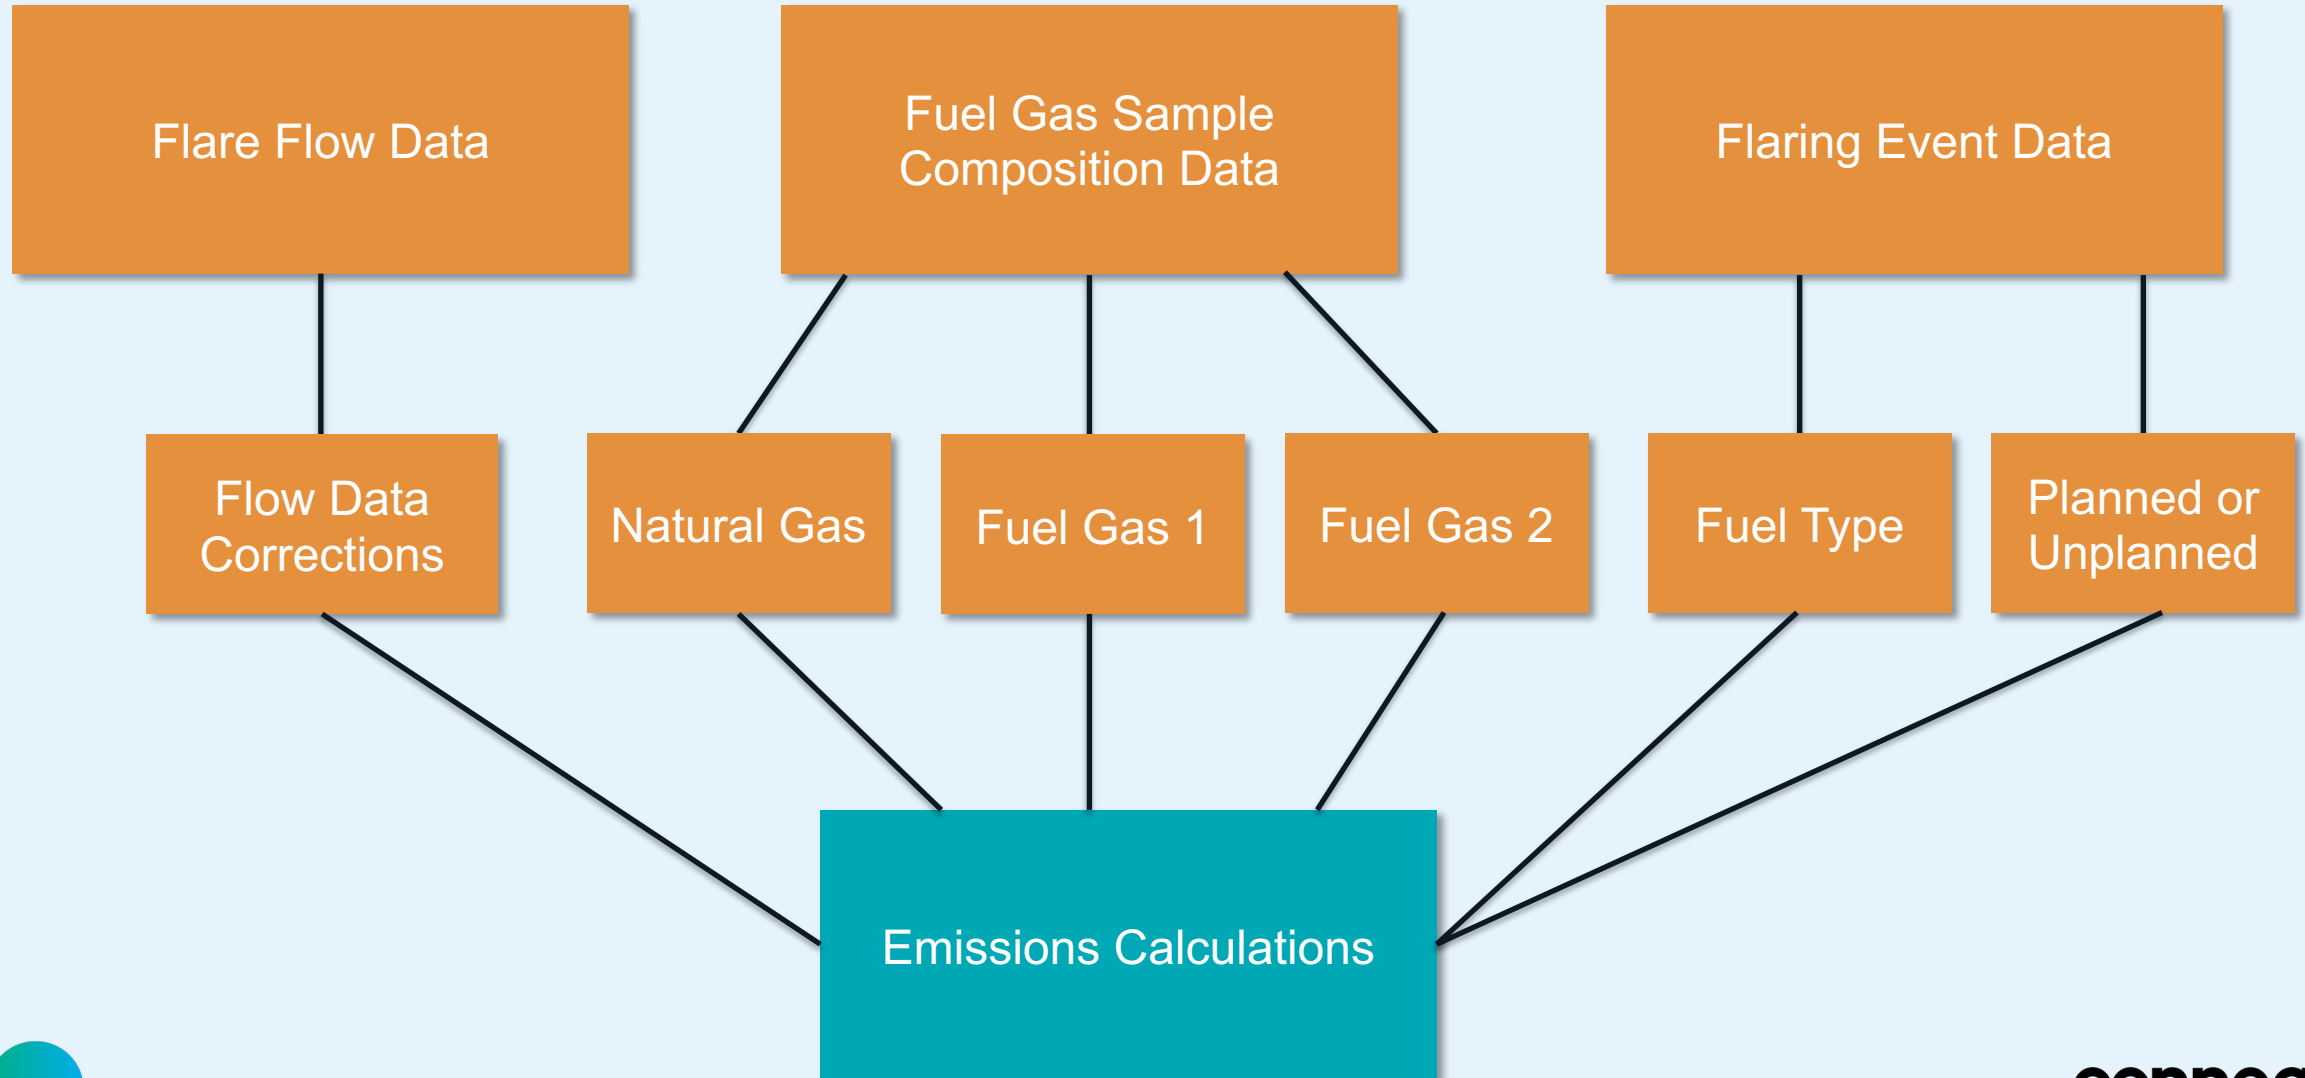 Flare Flow Data
Fuel Gas Sample
Composition Data
Flaring Event Data
Flow Data
Corrections
Natural Gas
Fuel Gas 1
Fuel Gas 2
Fuel Type
Planned or
Unplanned
Emissions Calculations